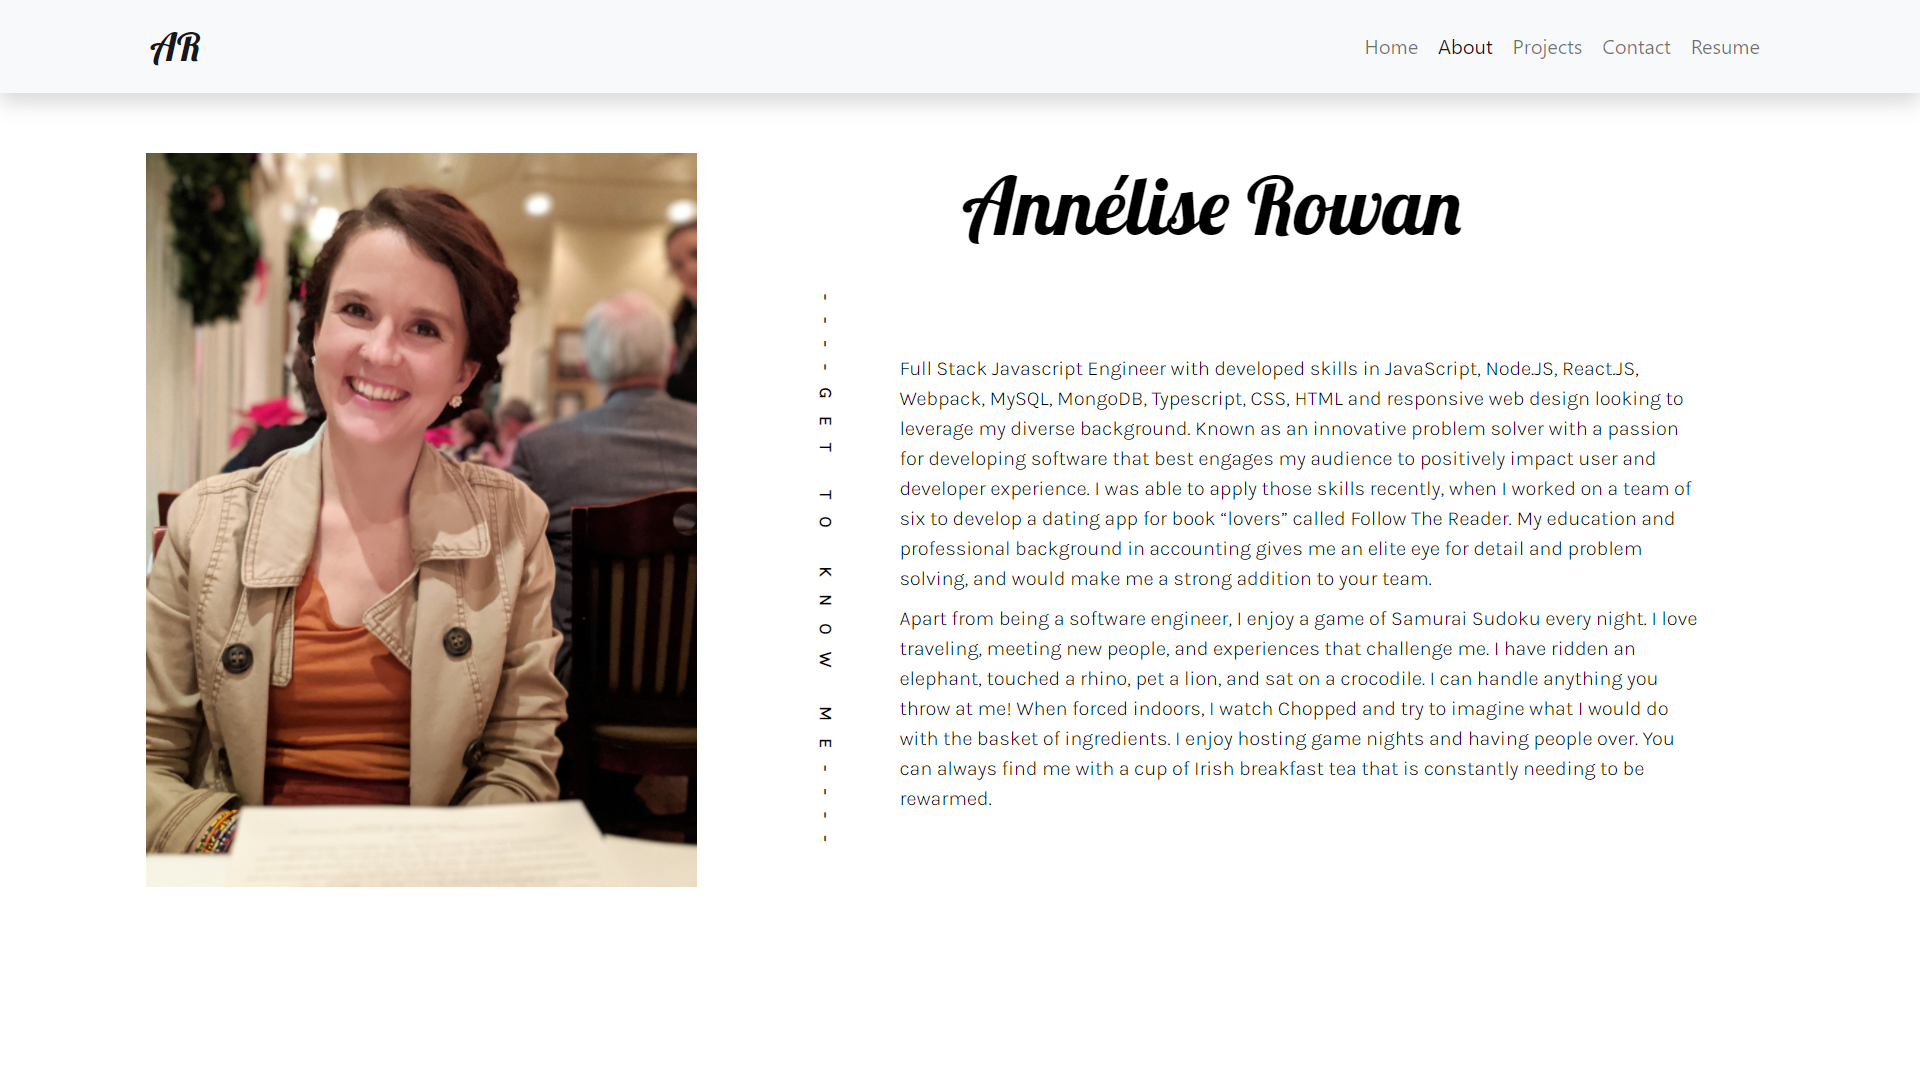 AR
Home About Projects Contact Resume
Annélise Rowan
- - - - GET TO KNOW ME - - - -
Full Stack Javascript Engineer with developed skills in JavaScript, Node.JS, React.JS,
Webpack, MySQL, MongoDB, Typescript, CSS, HTML and responsive web design looking to
leverage my diverse background. Known as an innovative problem solver with a passion
for developing software that best engages my audience to positively impact user and
developer experience. I was able to apply those skills recently, when I worked on a team of
six to develop a dating app for book “lovers” called Follow The Reader. My education and
professional background in accounting gives me an elite eye for detail and problem
solving, and would make me a strong addition to your team.
Apart from being a software engineer, I enjoy a game of Samurai Sudoku every night. I love
traveling, meeting new people, and experiences that challenge me. I have ridden an
elephant, touched a rhino, pet a lion, and sat on a crocodile. I can handle anything you
throw at me! When forced indoors, I watch Chopped and try to imagine what I would do
with the basket of ingredients. I enjoy hosting game nights and having people over. You
can always find me with a cup of Irish breakfast tea that is constantly needing to be
rewarmed.